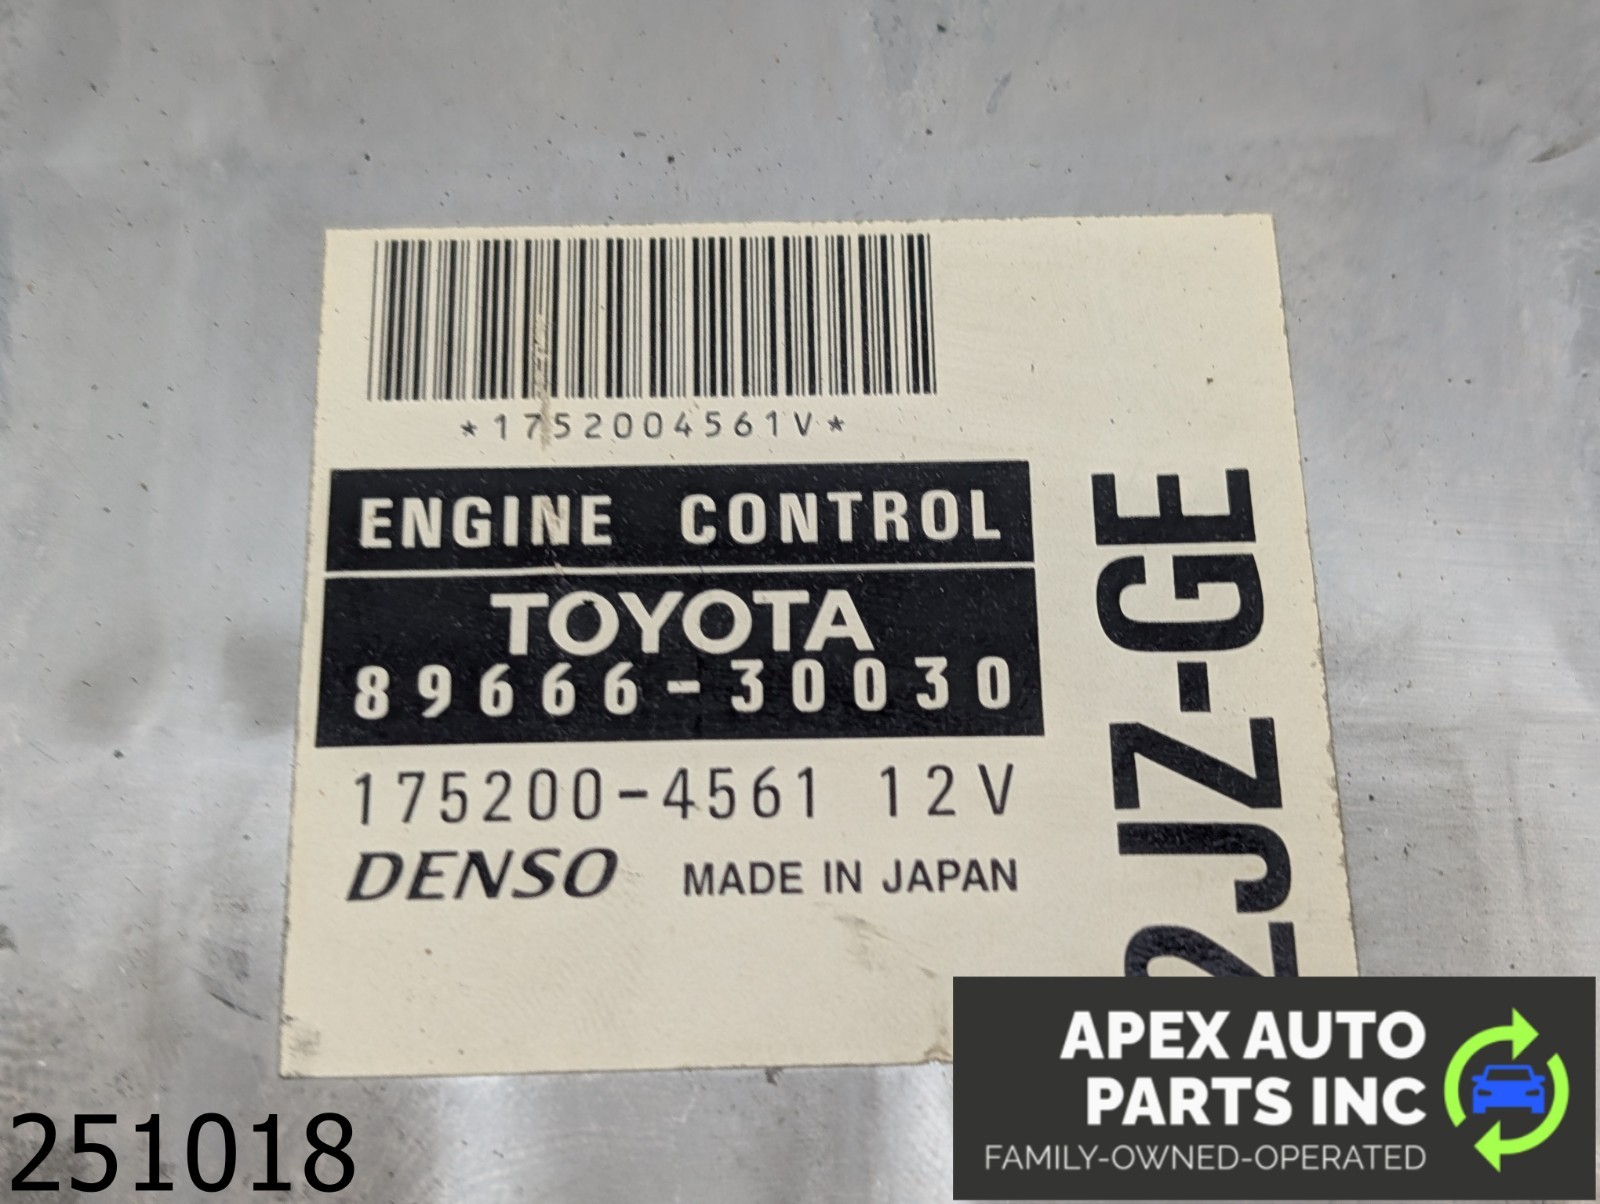 *1752004561V*
ENGINE CONTROL
TOYOTA
89666-30030
175200-4561 12V
DENSO MADE IN JAPAN
2JZ-GE
251018
APEX AUTO
PARTS INC
FAMILY-OWNED-OPERATED